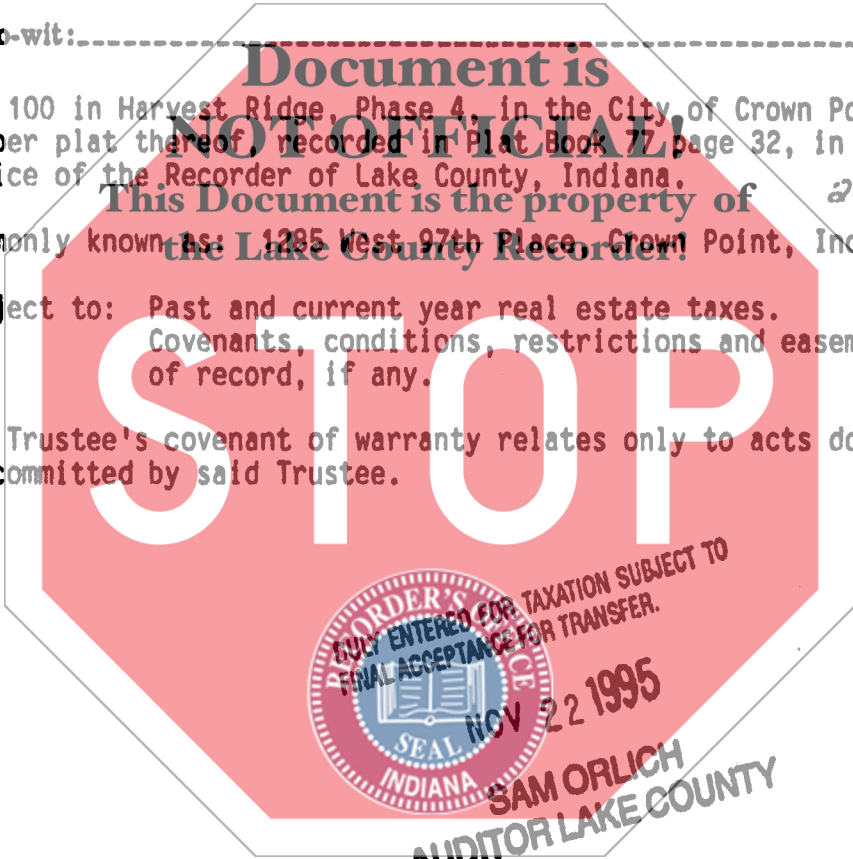 o-wit:
Document is
100 in Harvest Ridge, Phase 4, in the City of Crown Po
NOT OFFICIAL!
per plat thereof, recorded in Plat Book 77 page 32, in
ice of the Recorder of Lake County, Indiana.
This Document is the property of
the Lake County Recorder!
monly known as: 1285 West 97th Place, Crown Point, Ind
ject to: Past and current year real estate taxes.
Covenants, conditions, restrictions and easem
of record, if any.
STOP
Trustee's covenant of warranty relates only to acts do
committed by said Trustee.
DULY ENTERED FOR TAXATION SUBJECT TO
FINAL ACCEPTANCE FOR TRANSFER.
RECORDER'S OFFICE
SEAL
INDIANA
NOV 22 1995
SAM ORLICH
AUDITOR LAKE COUNTY